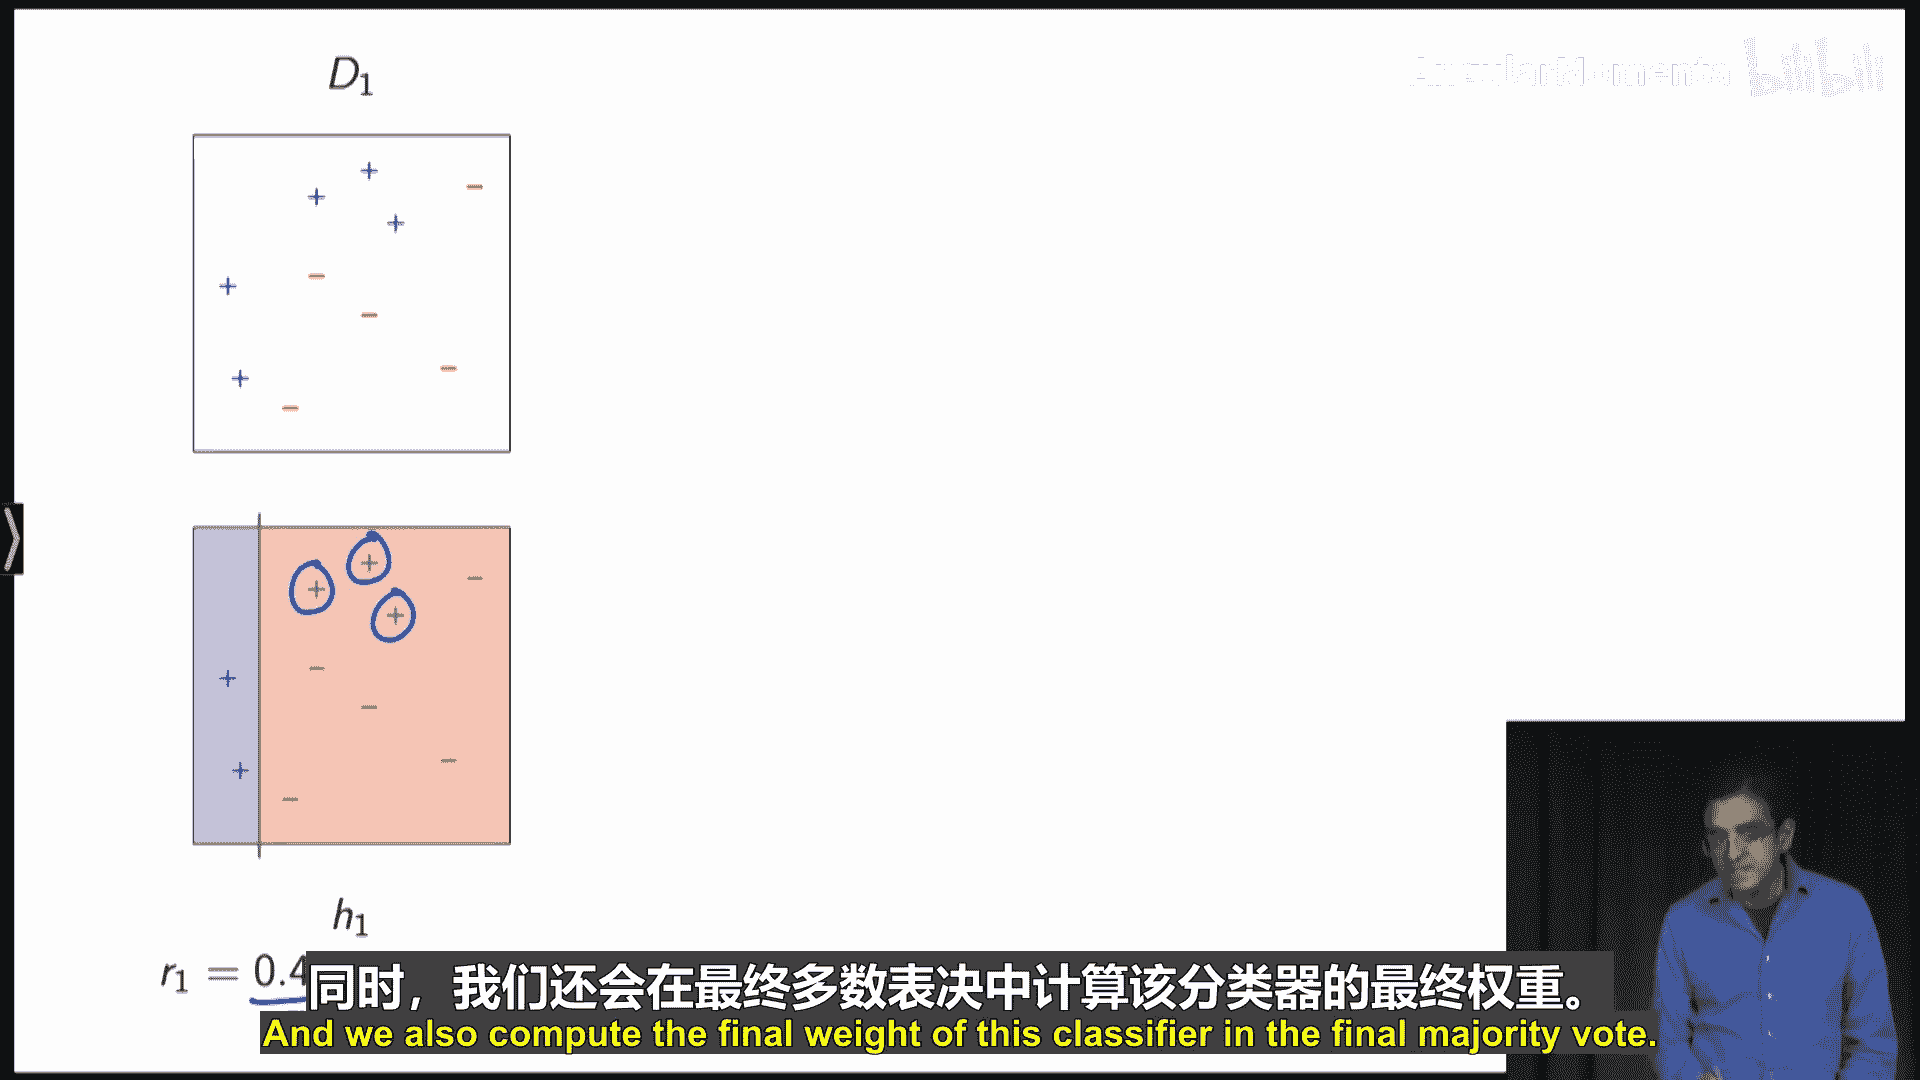 D₁
bilibili
h₁
r₁ = 0.4
同时，我们还会在最终多数表决中计算该分类器的最终权重。
And we also compute the final weight of this classifier in the final majority vote.